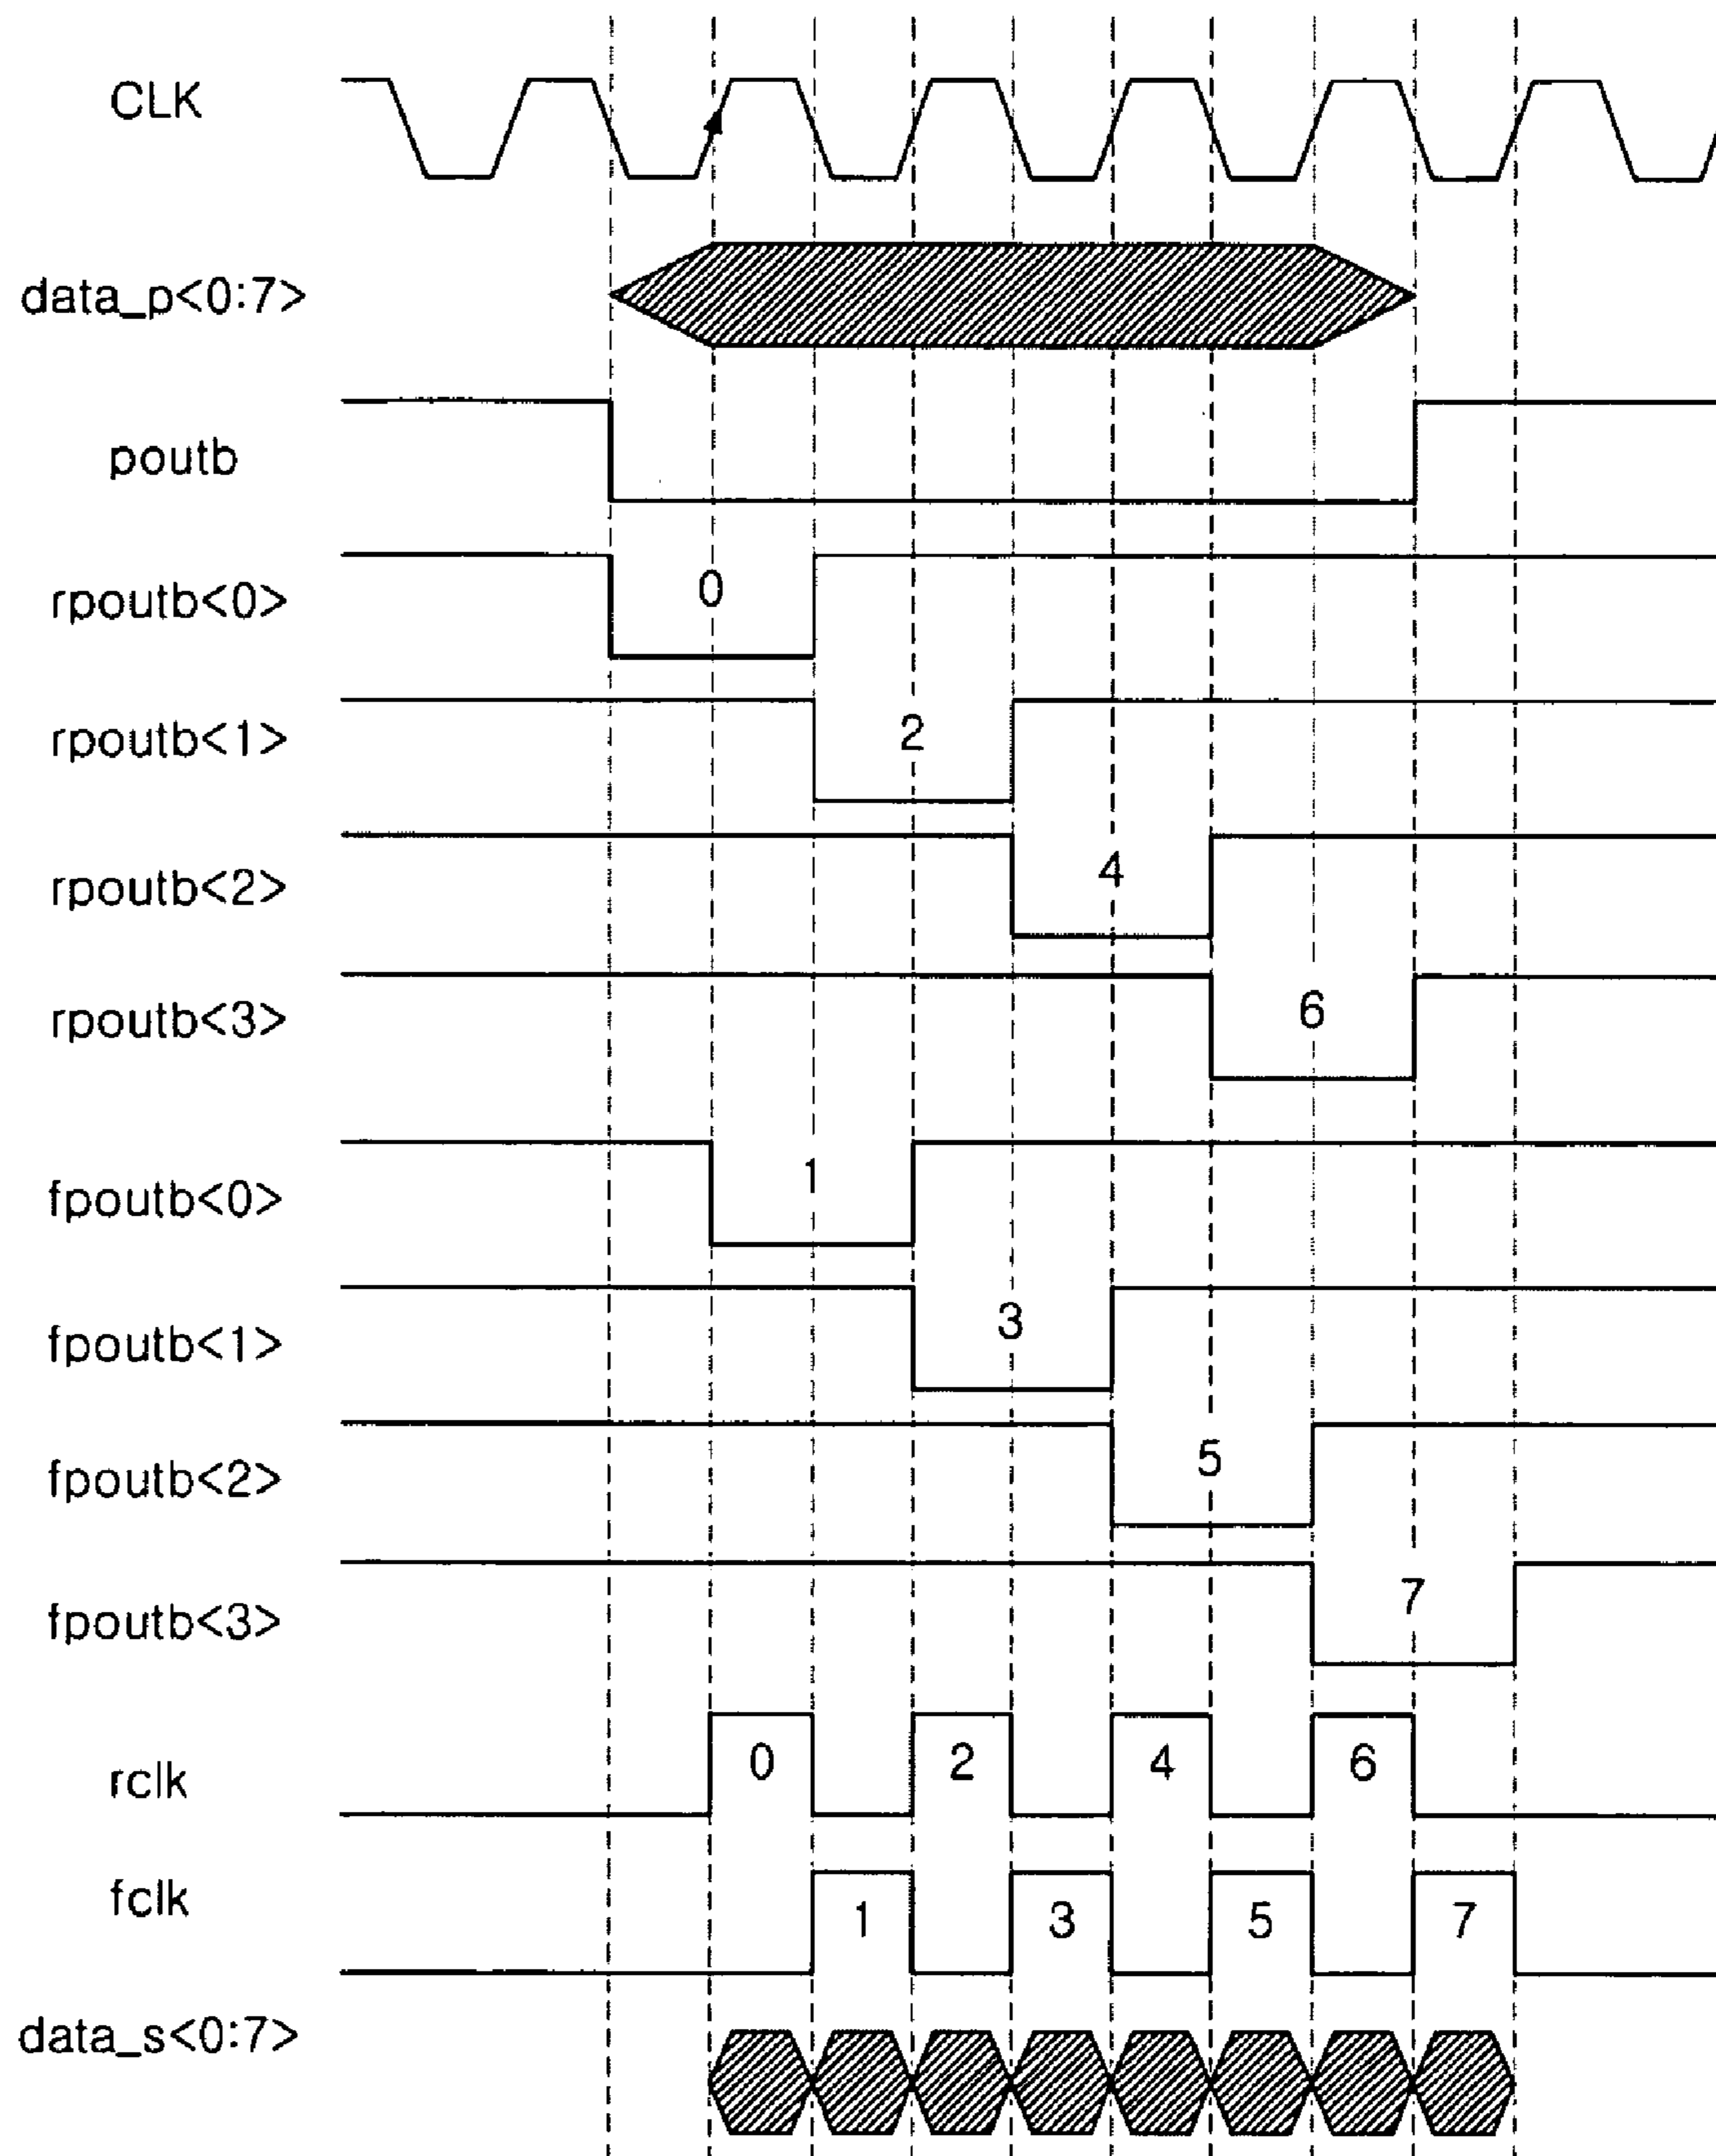 CLK
data_p<0:7>
poutb
rpoutb<0> 0
rpoutb<1> 2
rpoutb<2> 4
rpoutb<3> 6
fpoutb<0> 1
fpoutb<1> 3
fpoutb<2> 5
fpoutb<3> 7
rclk 0 2 4 6
fclk 1 3 5 7
data_s<0:7>